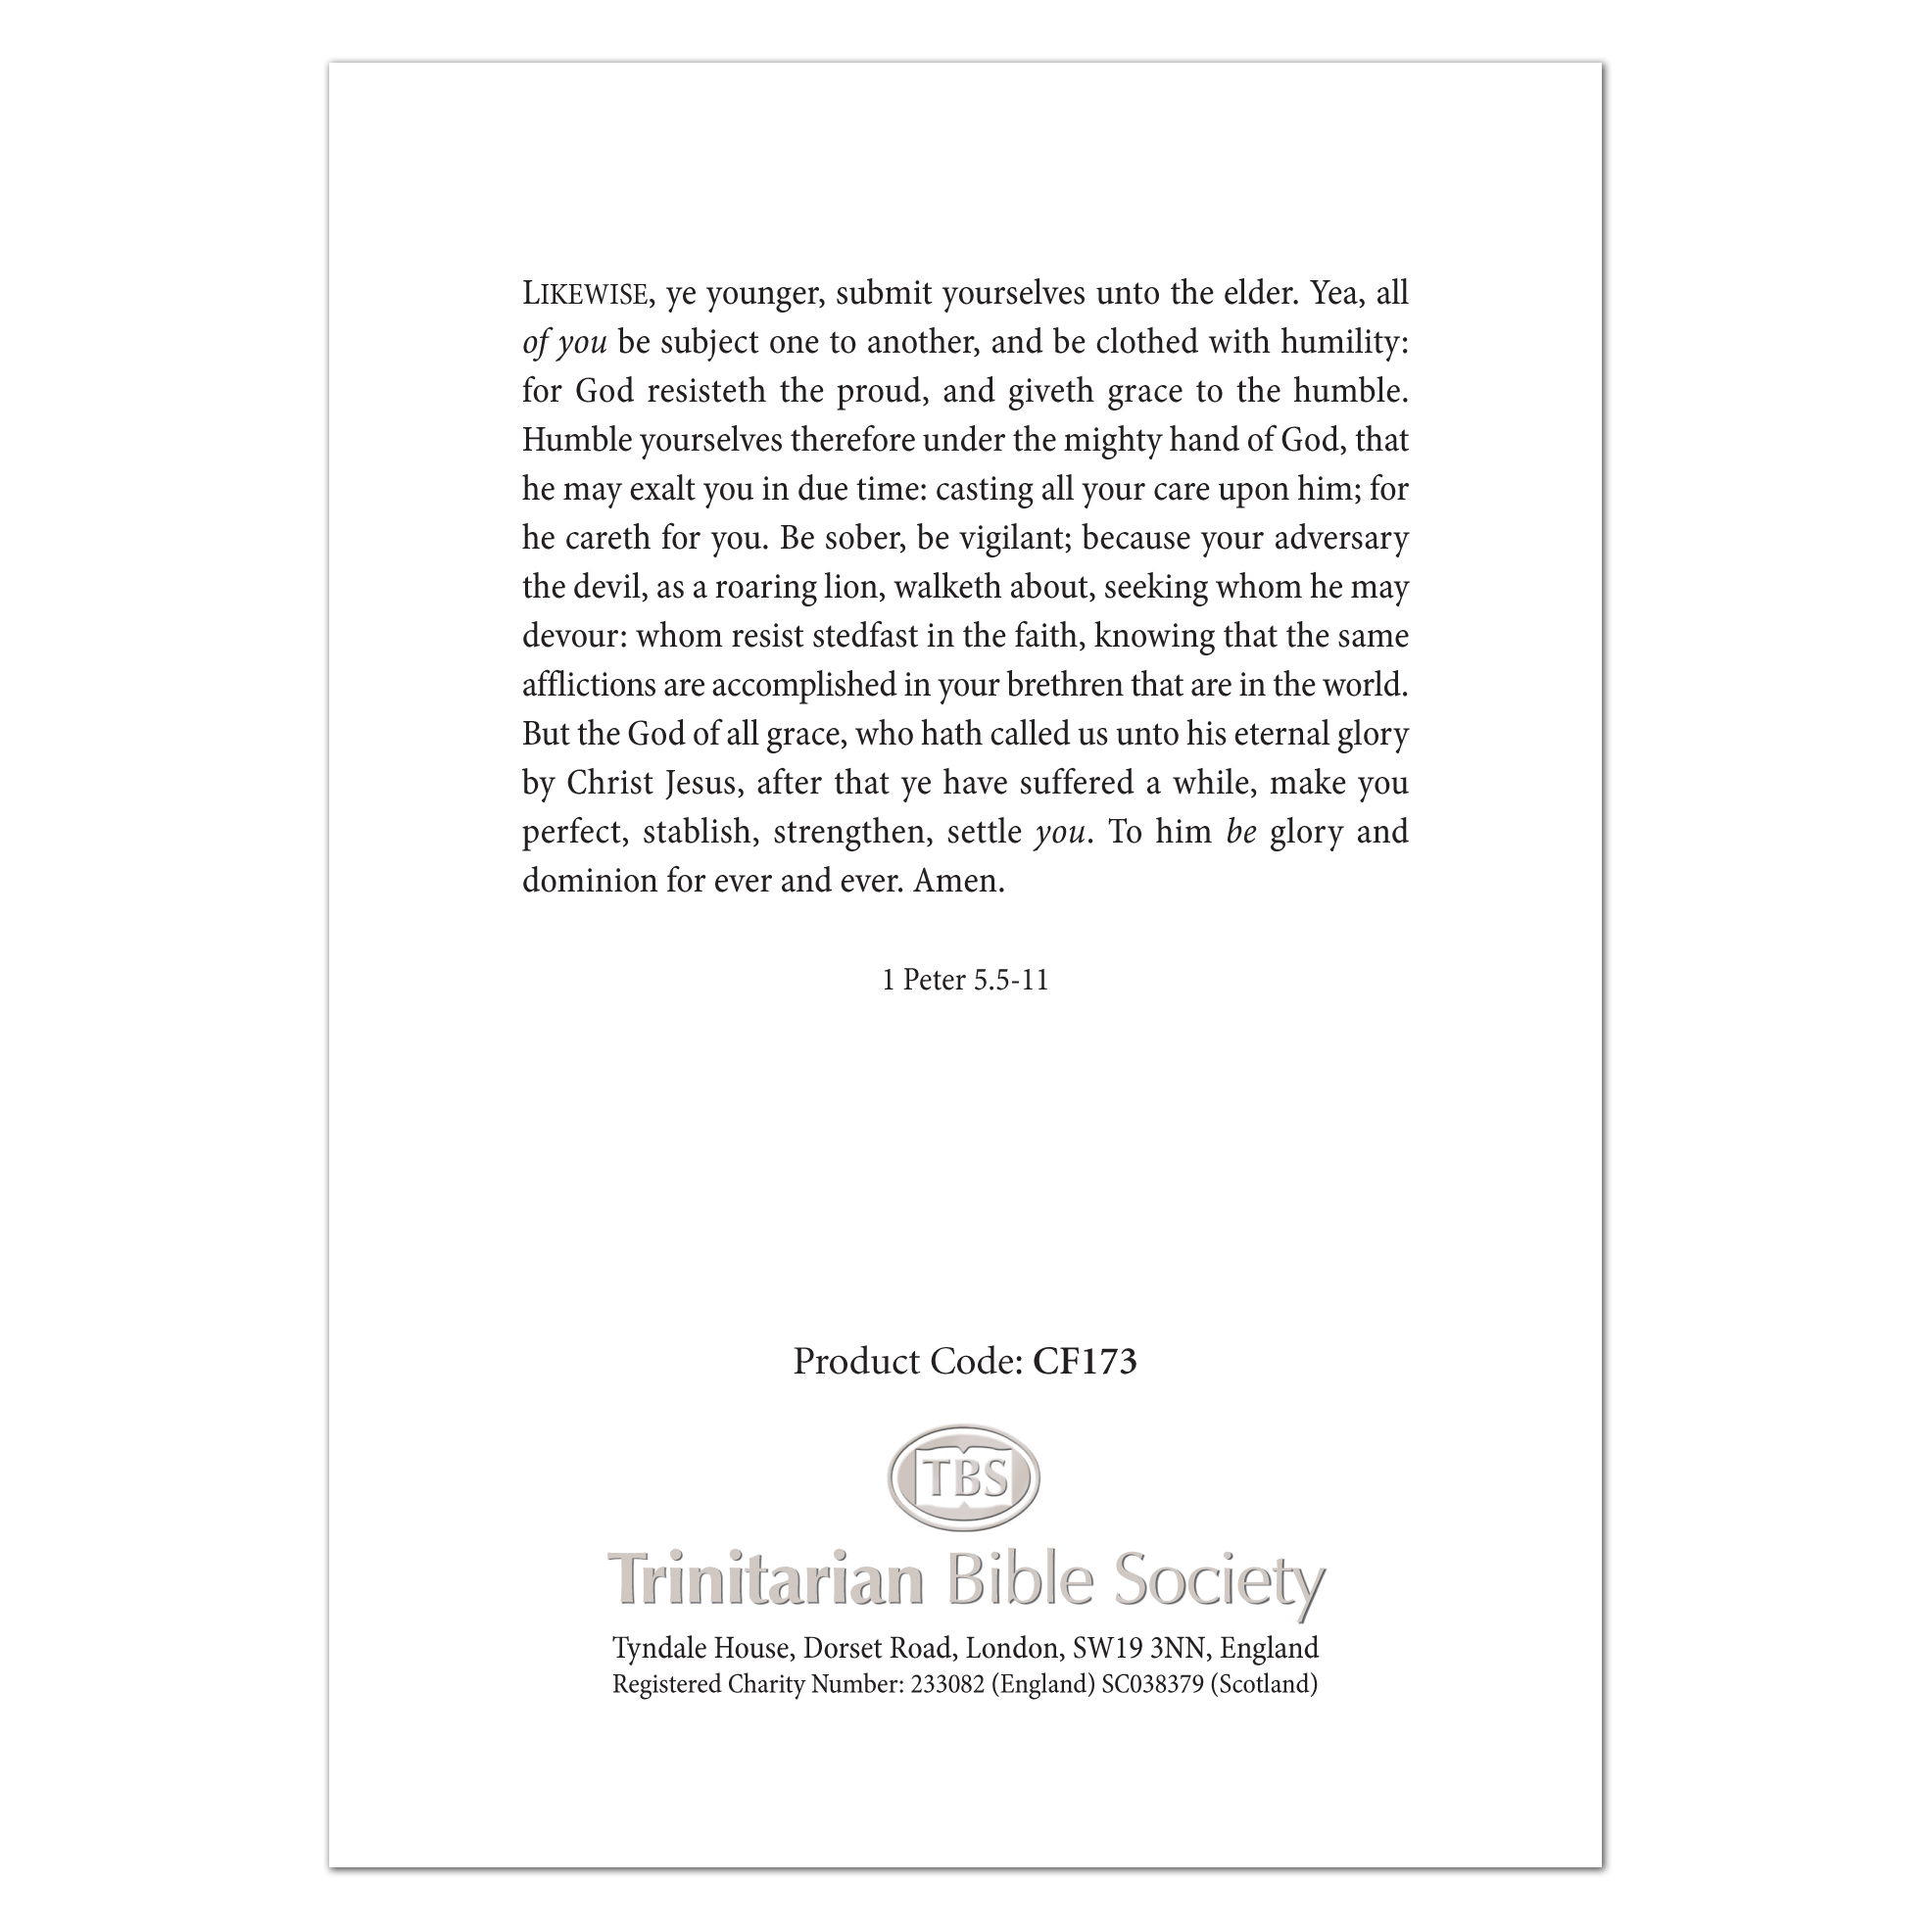 LIKEWISE, ye younger, submit yourselves unto the elder. Yea, all
of you be subject one to another, and be clothed with humility:
for God resisteth the proud, and giveth grace to the humble.
Humble yourselves therefore under the mighty hand of God, that
he may exalt you in due time: casting all your care upon him; for
he careth for you. Be sober, be vigilant; because your adversary
the devil, as a roaring lion, walketh about, seeking whom he may
devour: whom resist stedfast in the faith, knowing that the same
afflictions are accomplished in your brethren that are in the world.
But the God of all grace, who hath called us unto his eternal glory
by Christ Jesus, after that ye have suffered a while, make you
perfect, stablish, strengthen, settle you. To him be glory and
dominion for ever and ever. Amen.
1 Peter 5.5-11
Product Code: CF173
TBS
Trinitarian Bible Society
Tyndale House, Dorset Road, London, SW19 3NN, England
Registered Charity Number: 233082 (England) SC038379 (Scotland)